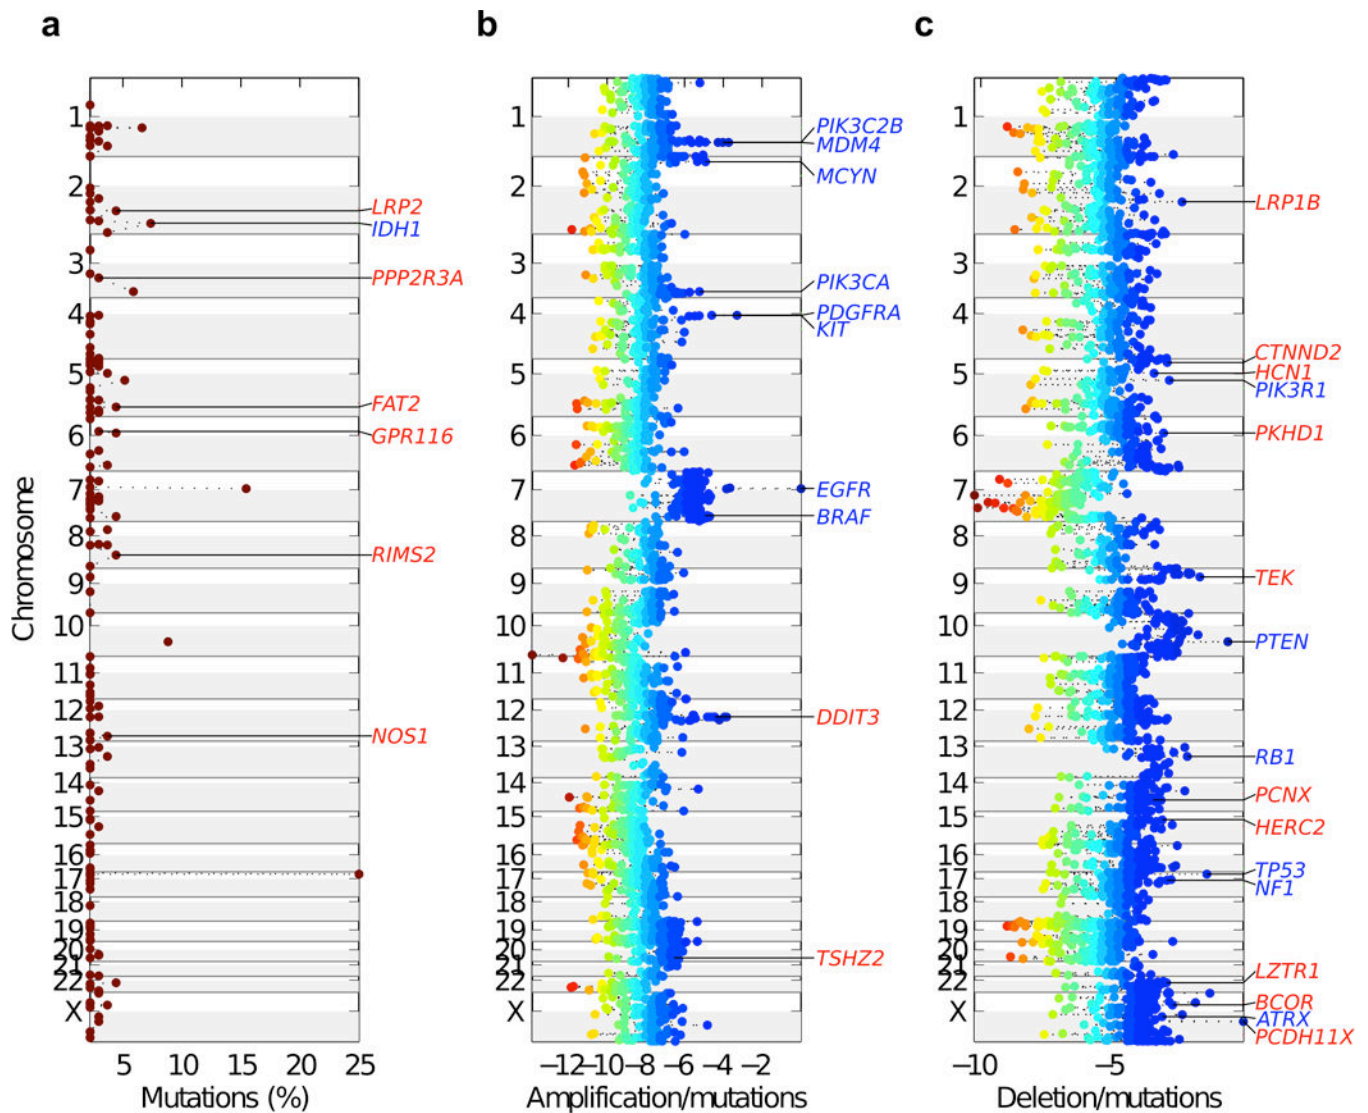 a
b
c
Chromosome
1
2
3
4
5
6
7
8
9
10
11
12
13
14
15
16
17
18
19
20
21
22
X
LRP2
IDH1
PPP2R3A
FAT2
GPR116
RIMS2
NOS1
5
10
15
20
25
Mutations (%)
1
2
3
4
5
6
7
8
9
10
11
12
13
14
15
16
17
18
19
20
21
22
X
PIK3C2B
MDM4
MCYN
PIK3CA
PDGFRA
KIT
EGFR
BRAF
DDIT3
TSHZ2
−12
−10
−8
−6
−4
−2
Amplification/mutations
1
2
3
4
5
6
7
8
9
10
11
12
13
14
15
16
17
18
19
20
21
22
X
LRP1B
CTNND2
HCN1
PIK3R1
PKHD1
TEK
PTEN
RB1
PCNX
HERC2
TP53
NF1
LZTR1
BCOR
ATRX
PCDH11X
−10
−5
Deletion/mutations